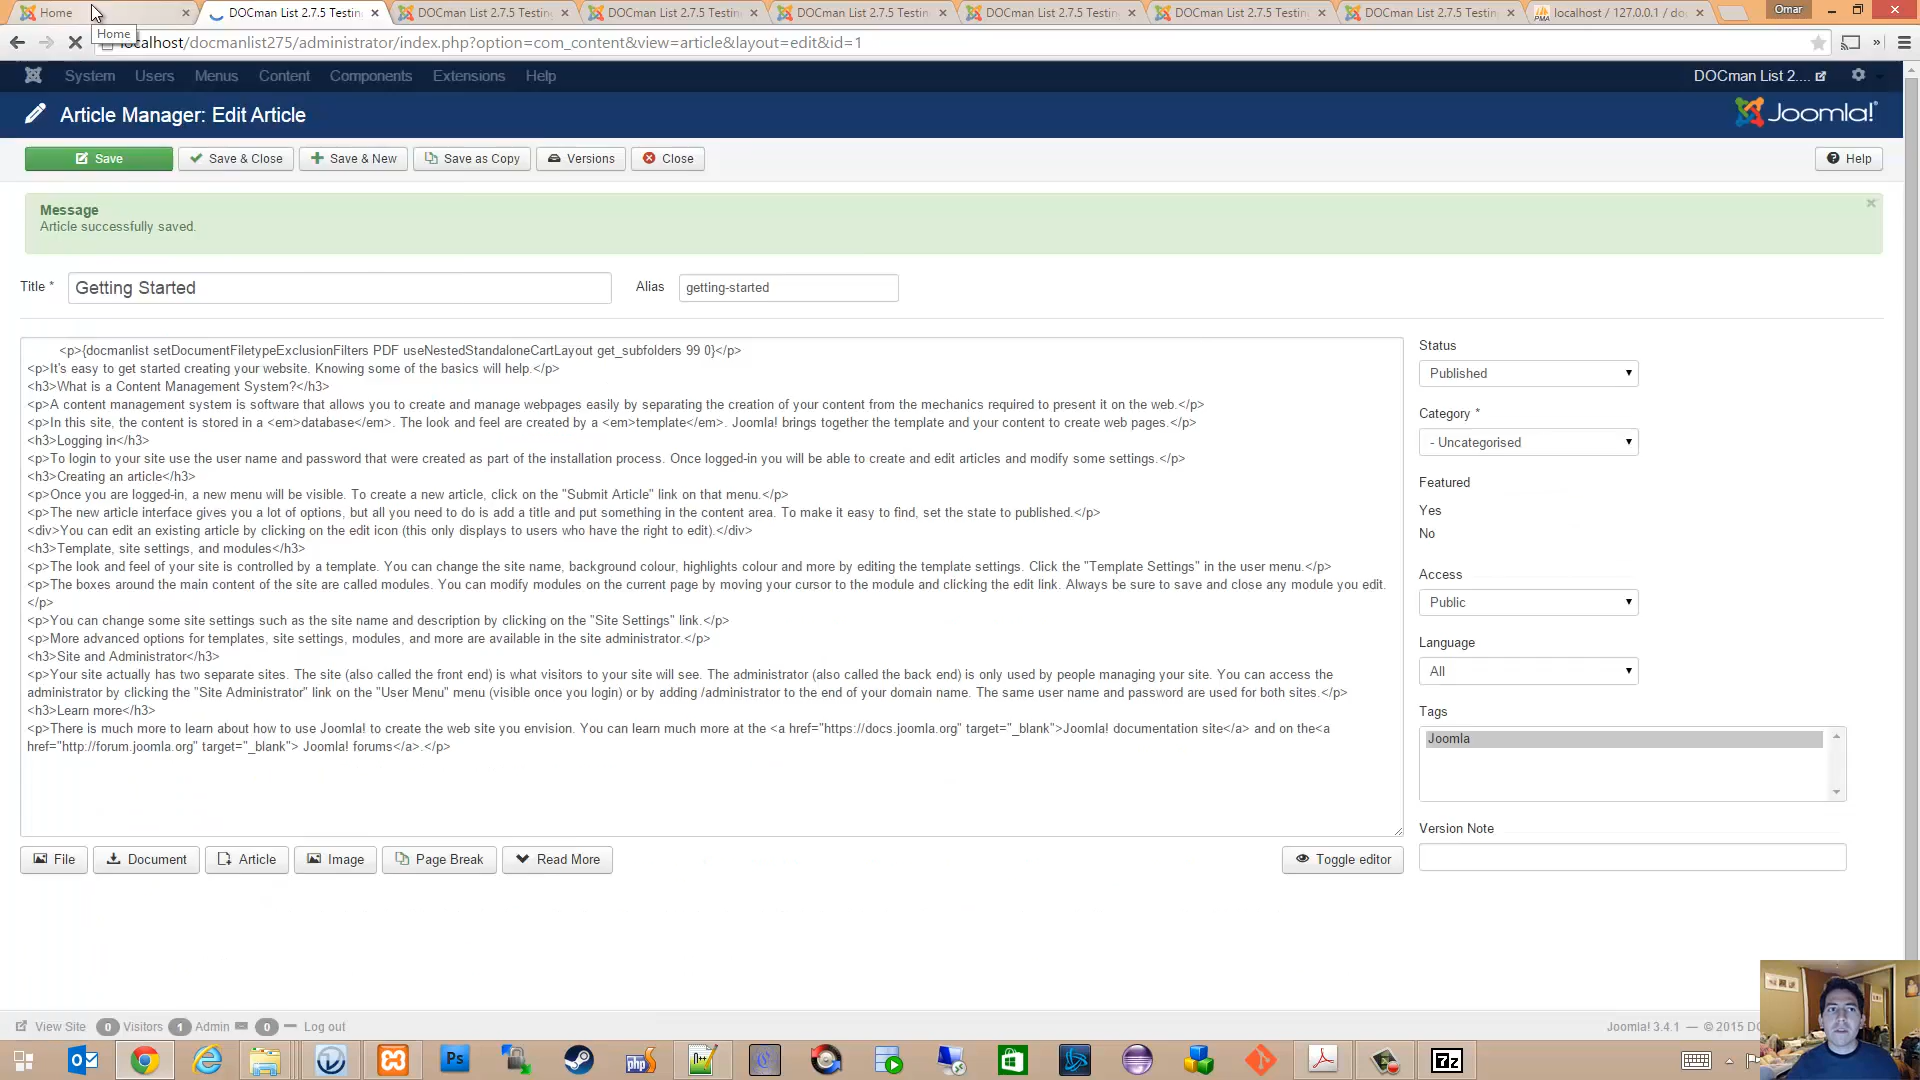 Home
DOCman List 2.7.5 Testin
DOCman List 2.7.5 Testin
DOCman List 2.7.5 Testin
DOCman List 2.7.5 Testin
DOCman List 2.7.5 Testin
DOCman List 2.7.5 Testin
DOCman List 2.7.5 Testin
localhost / 127.0.0.1 / do
Omar
Home
ocalhost/docmanlist275/administrator/index.php?option=com_content&view=article&layout=edit&id=1
System Users Menus Content Components Extensions Help
DOCman List 2....
Article Manager: Edit Article
Joomla!
Save
Save & Close
Save & New
Save as Copy
Versions
Close
Help
Message
Article successfully saved.
Title * Getting Started
Alias getting-started
<p>{docmanlist setDocumentFiletypeExclusionFilters PDF useNestedStandaloneCartLayout get_subfolders 99 0}</p>
<p>It's easy to get started creating your website. Knowing some of the basics will help.</p>
<h3>What is a Content Management System?</h3>
<p>A content management system is software that allows you to create and manage webpages easily by separating the creation of your content from the mechanics required to present it on the web.</p>
<p>In this site, the content is stored in a <em>database</em>. The look and feel are created by a <em>template</em>. Joomla! brings together the template and your content to create web pages.</p>
<h3>Logging in</h3>
<p>To login to your site use the user name and password that were created as part of the installation process. Once logged-in you will be able to create and edit articles and modify some settings.</p>
<h3>Creating an article</h3>
<p>Once you are logged-in, a new menu will be visible. To create a new article, click on the "Submit Article" link on that menu.</p>
<p>The new article interface gives you a lot of options, but all you need to do is add a title and put something in the content area. To make it easy to find, set the state to published.</p>
<div>You can edit an existing article by clicking on the edit icon (this only displays to users who have the right to edit).</div>
<h3>Template, site settings, and modules</h3>
<p>The look and feel of your site is controlled by a template. You can change the site name, background colour, highlights colour and more by editing the template settings. Click the "Template Settings" in the user menu.</p>
<p>The boxes around the main content of the site are called modules. You can modify modules on the current page by moving your cursor to the module and clicking the edit link. Always be sure to save and close any module you edit.
</p>
<p>You can change some site settings such as the site name and description by clicking on the "Site Settings" link.</p>
<p>More advanced options for templates, site settings, modules, and more are available in the site administrator.</p>
<h3>Site and Administrator</h3>
<p>Your site actually has two separate sites. The site (also called the front end) is what visitors to your site will see. The administrator (also called the back end) is only used by people managing your site. You can access the
administrator by clicking the "Site Administrator" link on the "User Menu" menu (visible once you login) or by adding /administrator to the end of your domain name. The same user name and password are used for both sites.</p>
<h3>Learn more</h3>
<p>There is much more to learn about how to use Joomla! to create the web site you envision. You can learn much more at the <a href="https://docs.joomla.org" target="_blank">Joomla! documentation site</a> and on the<a
href="http://forum.joomla.org" target="_blank"> Joomla! forums</a>.</p>
Status
Published
Category *
- Uncategorised
Featured
Yes
No
Access
Public
Language
All
Tags
Joomla
Version Note
File
Document
Article
Image
Page Break
Read More
Toggle editor
View Site 0 Visitors 1 Admin 0 Log out
Joomla! 3.4.1 — © 2015 DO
Ps
php
7z